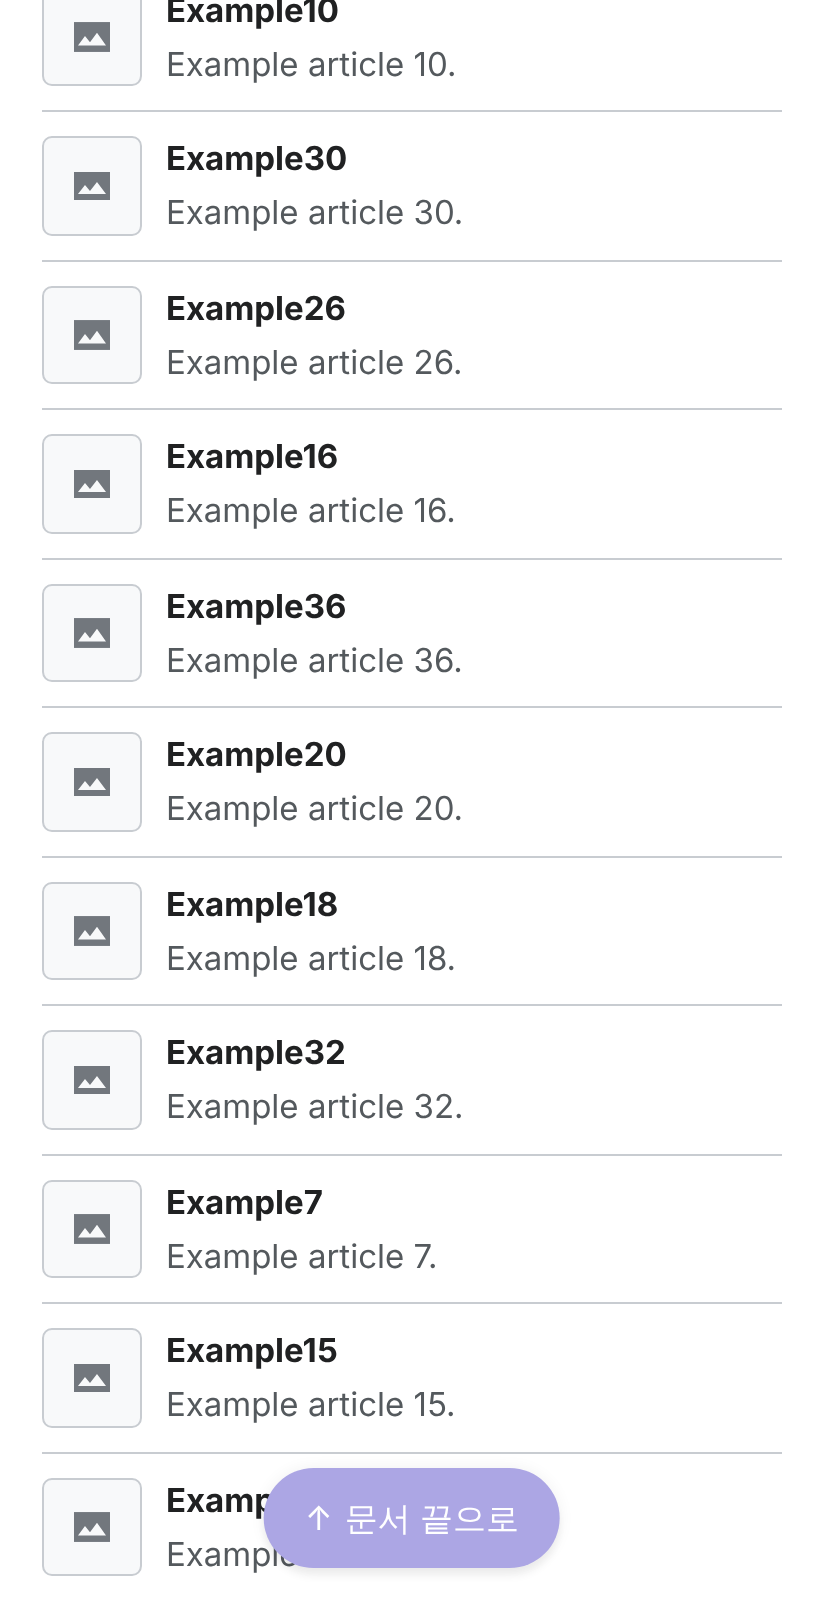 Example10
Example article 10.
Example30
Example article 30.
Example26
Example article 26.
Example16
Example article 16.
Example36
Example article 36.
Example20
Example article 20.
Example18
Example article 18.
Example32
Example article 32.
Example7
Example article 7.
Example15
Example article 15.
↑ 문서 끝으로